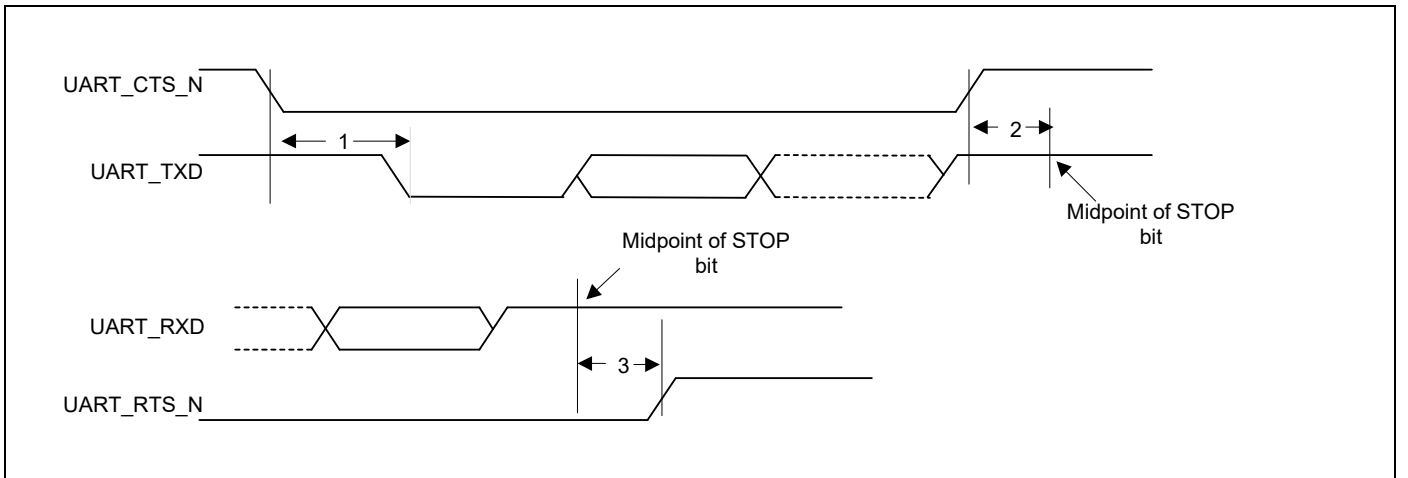 UART_CTS_N
1
2
UART_TXD
Midpoint of STOP
bit
Midpoint of STOP
bit
UART_RXD
3
UART_RTS_N